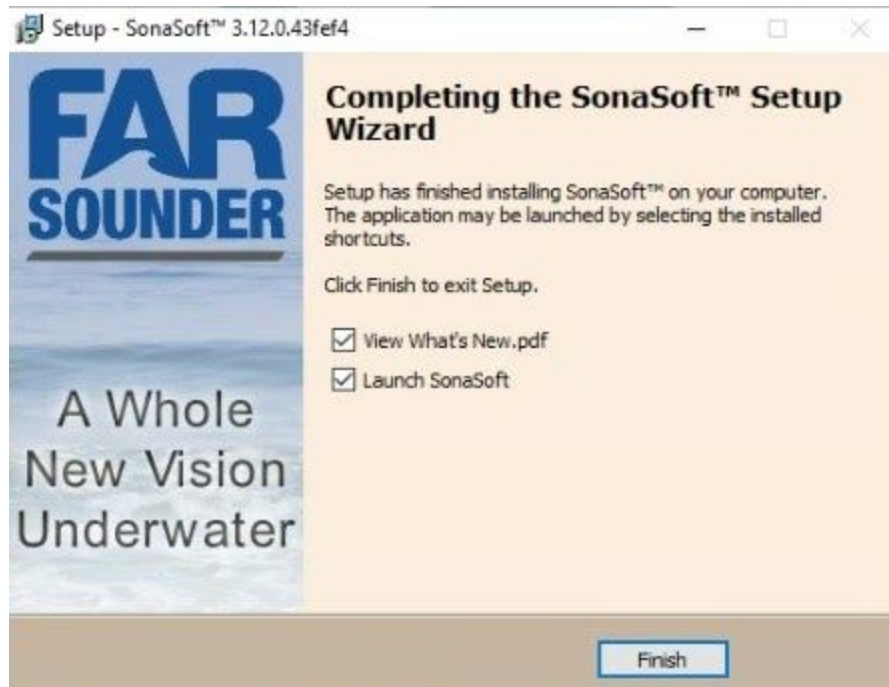 Setup - SonaSoft™ 3.12.0.43fef4
FAR
SOUNDER
A Whole
New Vision
Underwater
Completing the SonaSoft™ Setup
Wizard
Setup has finished installing SonaSoft™ on your computer.
The application may be launched by selecting the installed
shortcuts.
Click Finish to exit Setup.
View What's New.pdf
Launch SonaSoft
Finish